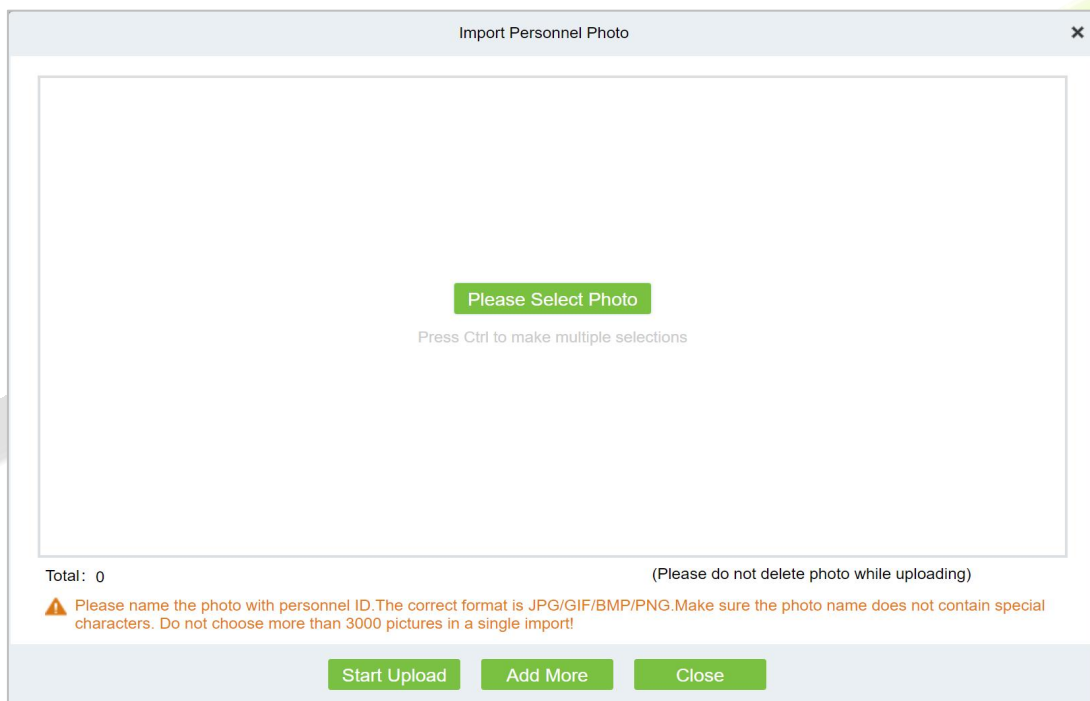 Import Personnel Photo
Please Select Photo
Press Ctrl to make multiple selections
Total: 0
(Please do not delete photo while uploading)
Please name the photo with personnel ID.The correct format is JPG/GIF/BMP/PNG.Make sure the photo name does not contain special
characters. Do not choose more than 3000 pictures in a single import!
Start Upload
Add More
Close